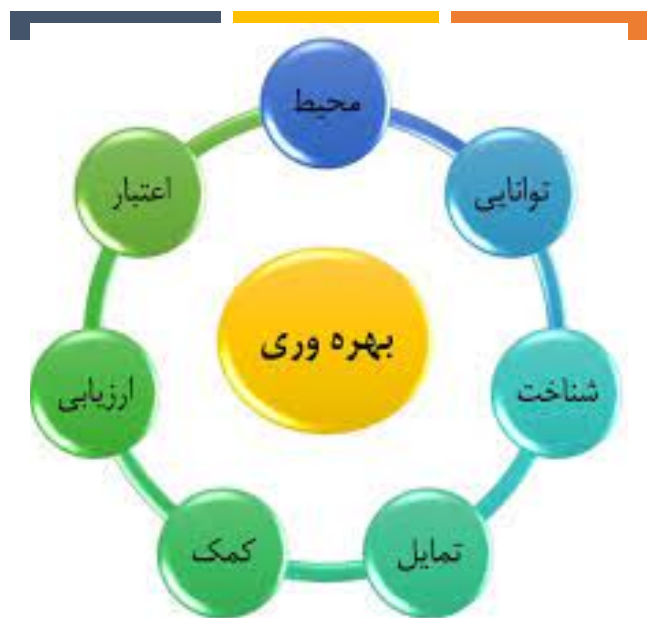 محیط
توانایی
شناخت
تمایل
کمک
ارزیابی
اعتبار
بهره وری